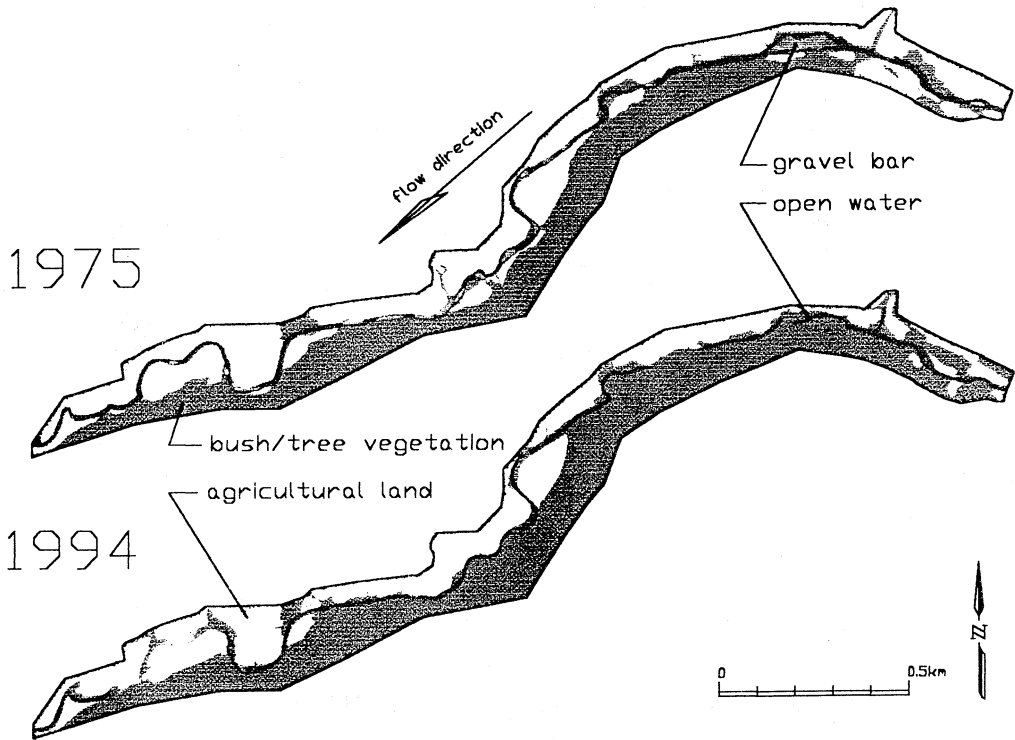 flow direction
gravel bar
open water
1975
bush/tree vegetation
agricultural land
1994
0 0.5km
N